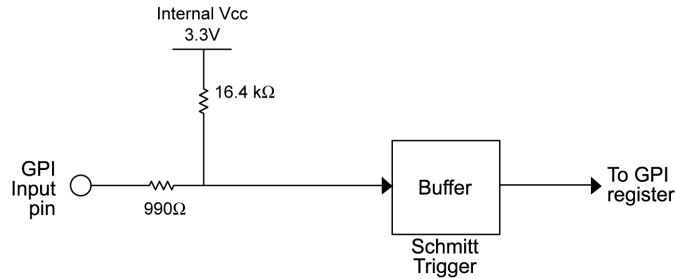 Internal Vcc
3.3V
16.4 kΩ
GPI
Input
pin
990Ω
Buffer
To GPI
register
Schmitt
Trigger